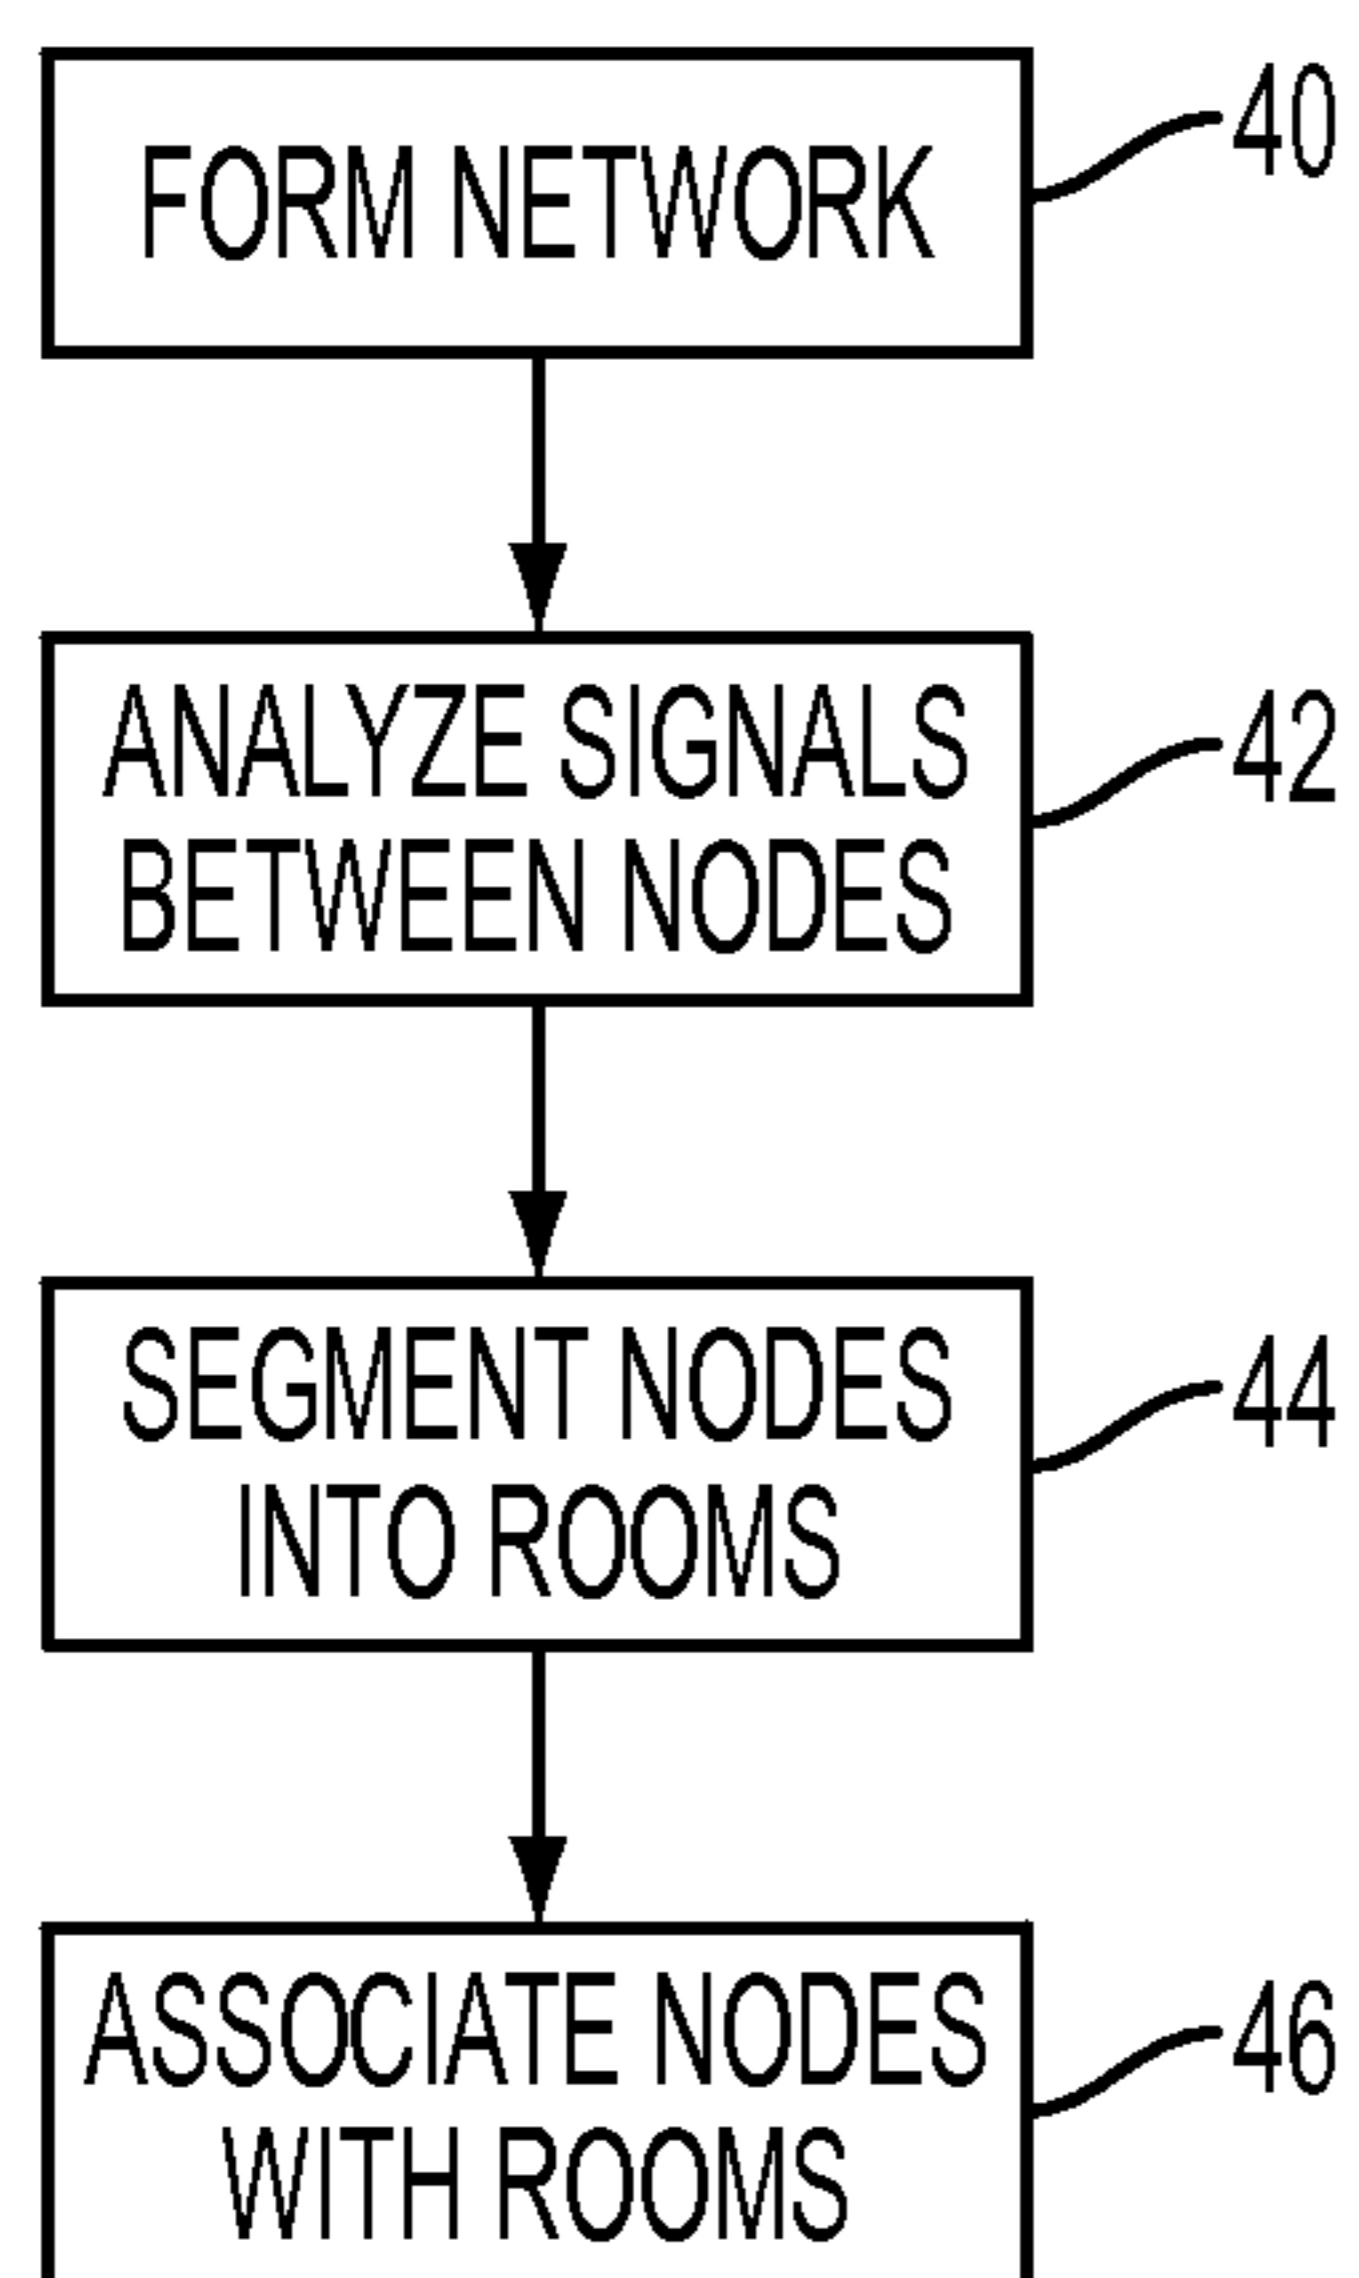 FORM NETWORK
40
ANALYZE SIGNALS
BETWEEN NODES
42
SEGMENT NODES
INTO ROOMS
44
ASSOCIATE NODES
WITH ROOMS
46